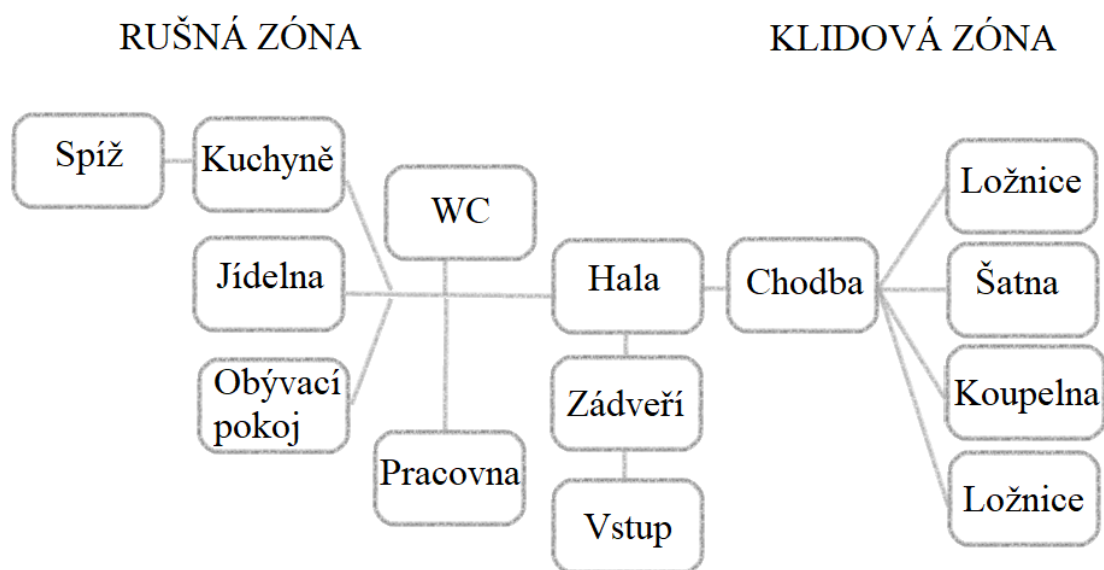 RUŠNÁ ZÓNA
KLIDOVÁ ZÓNA
Spíž
Kuchyně
WC
Jídelna
Obývací
pokoj
Pracovna
Hala
Zádveří
Vstup
Chodba
Ložnice
Šatna
Koupelna
Ložnice